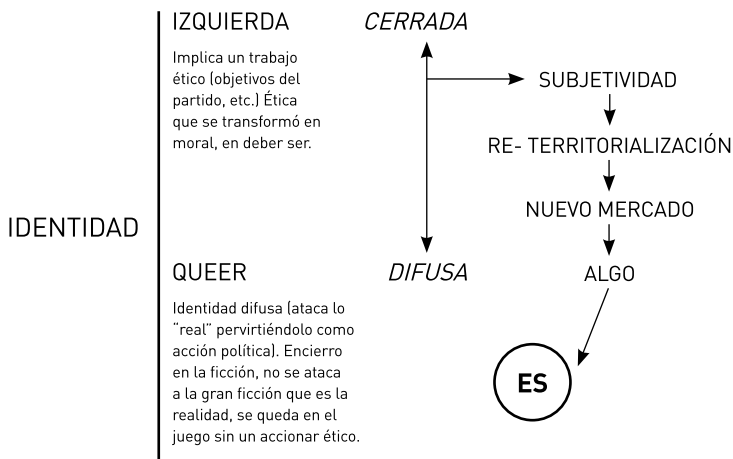 IZQUIERDA
CERRADA
Implica un trabajo
ético (objetivos del
partido, etc.) Ética
que se transformó en
moral, en deber ser.
SUBJETIVIDAD
RE- TERRITORIALIZACIÓN
NUEVO MERCADO
IDENTIDAD
QUEER
DIFUSA
ALGO
Identidad difusa (ataca lo
"real" pervirtiéndolo como
acción política). Encierro
en la ficción, no se ataca
a la gran ficción que es la
realidad, se queda en el
juego sin un accionar ético.
ES